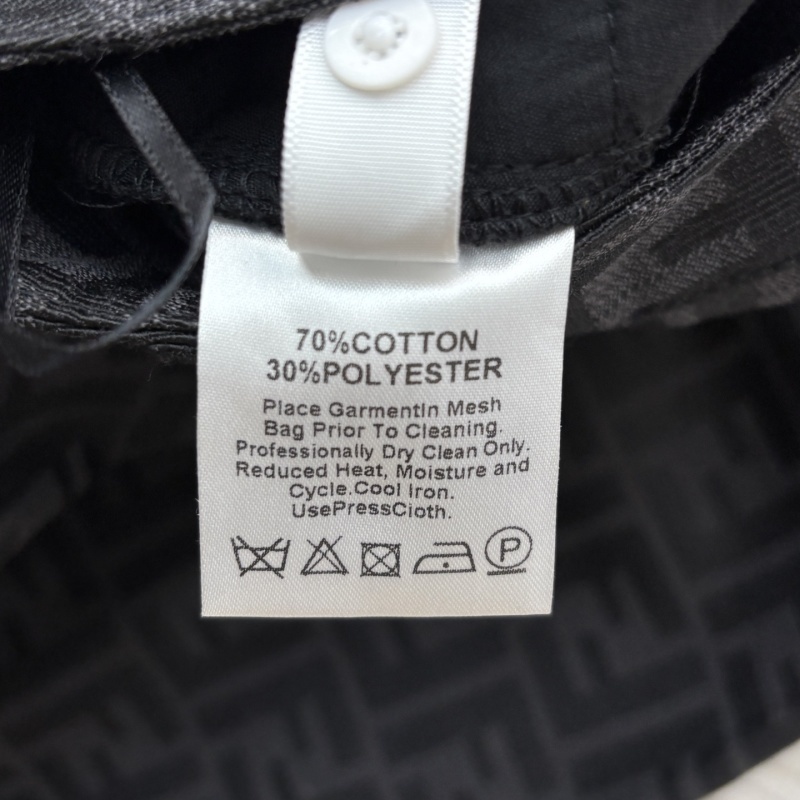 70%COTTON
30%POLYESTER
Place GarmentIn Mesh
Bag Prior To Cleaning.
Professionally Dry Clean Only.
Reduced Heat, Moisture and
Cycle.Cool Iron.
UsePressCloth.
P